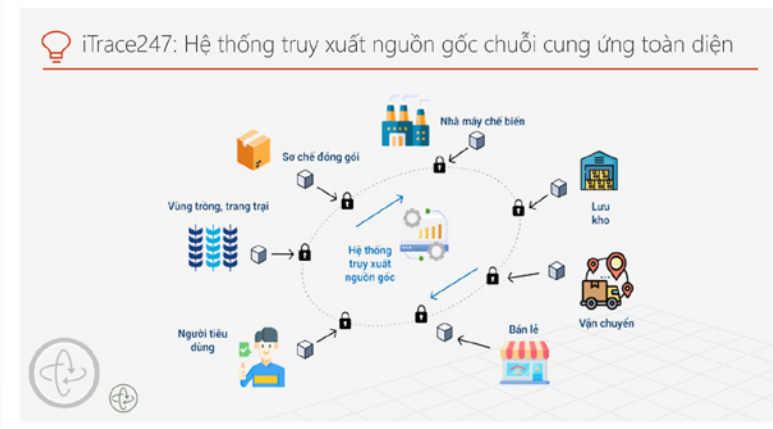 iTrace247: Hệ thống truy xuất nguồn gốc chuỗi cung ứng toàn diện
Nhà máy chế biến
Sơ chế đóng gói
Vùng trồng, trang trại
Lưu
kho
Hệ thống
truy xuất
nguồn gốc
Vận chuyển
Bán lẻ
Người tiêu
dùng